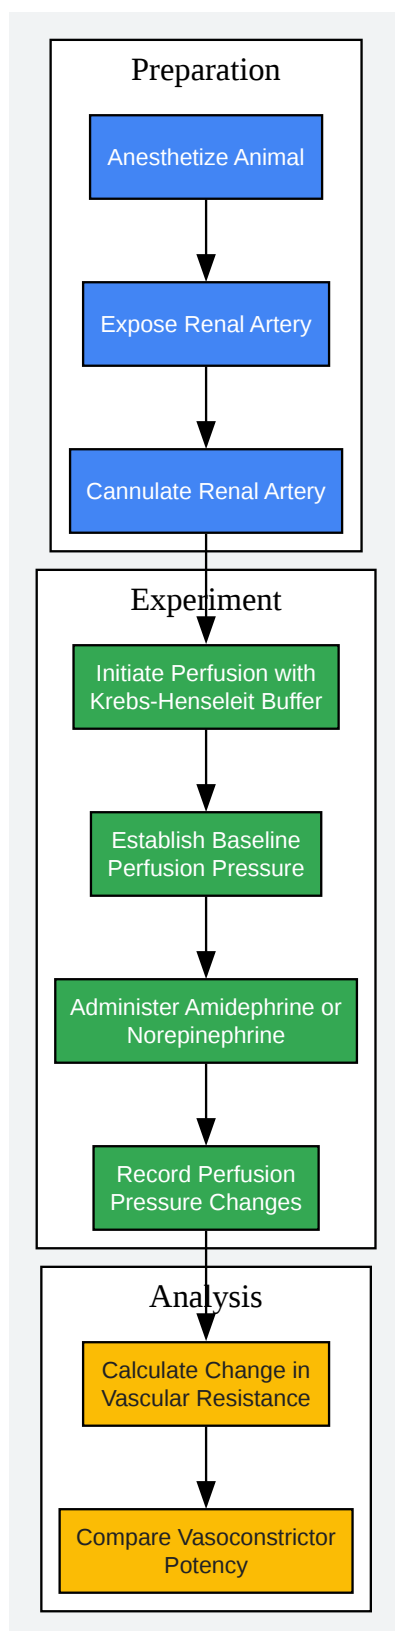 Preparation
Anesthetize Animal
Expose Renal Artery
Cannulate Renal Artery
Experiment
Initiate Perfusion with
Krebs-Henseleit Buffer
Establish Baseline
Perfusion Pressure
Administer Amidephrine or
Norepinephrine
Record Perfusion
Pressure Changes
Analysis
Calculate Change in
Vascular Resistance
Compare Vasoconstrictor
Potency